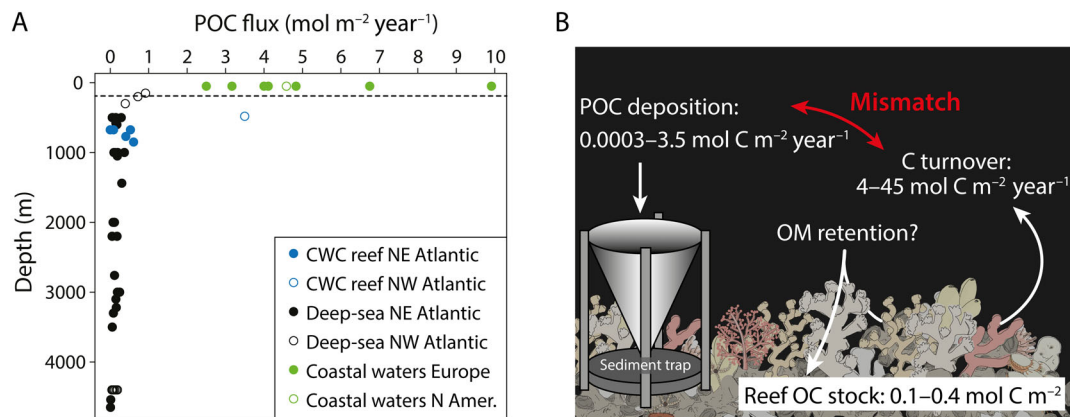 A
POC flux (mol m⁻² year⁻¹)
0 1 2 3 4 5 6 7 8 9 10
Depth (m)
0
1000
2000
3000
4000
CWC reef NE Atlantic
CWC reef NW Atlantic
Deep-sea NE Atlantic
Deep-sea NW Atlantic
Coastal waters Europe
Coastal waters N Amer.
B
POC deposition:
0.0003–3.5 mol C m⁻² year⁻¹
Mismatch
C turnover:
4–45 mol C m⁻² year⁻¹
OM retention?
Sediment trap
Reef OC stock: 0.1–0.4 mol C m⁻²